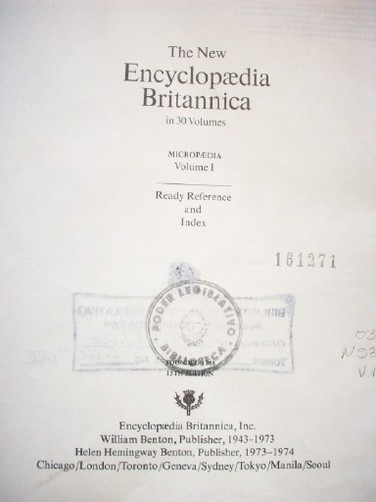 The New
Encyclopædia
Britannica
in 30 Volumes
MICROPÆDIA
Volume I
Ready Reference
and
Index
161271
PODER LEGISLATIVO
BIBLIOTECA
15TH EDITION
Encyclopædia Britannica, Inc.
William Benton, Publisher, 1943–1973
Helen Hemingway Benton, Publisher, 1973–1974
Chicago/London/Toronto/Geneva/Sydney/Tokyo/Manila/Seoul